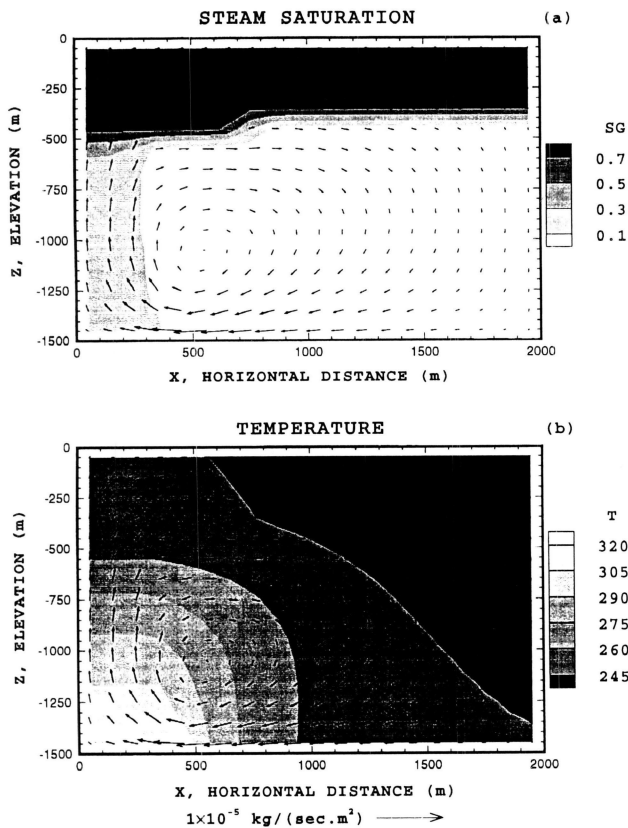 STEAM SATURATION (a)
0
-250
-500
-750
-1000
-1250
-1500
Z, ELEVATION (m)
0 500 1000 1500 2000
X, HORIZONTAL DISTANCE (m)
SG
0.7
0.5
0.3
0.1
TEMPERATURE (b)
0
-250
-500
-750
-1000
-1250
-1500
Z, ELEVATION (m)
0 500 1000 1500 2000
X, HORIZONTAL DISTANCE (m)
T
320
305
290
275
260
245
1×10⁻⁵ kg/(sec.m²)